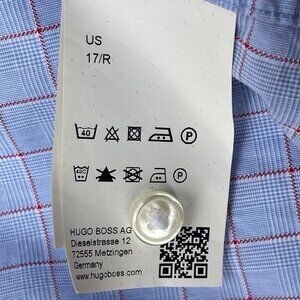 US
17/R
40
P
40C
P
HUGO BOSS AG
Dieselstrasse 12
72555 Metzingen
Germany
www.hugoboss.com